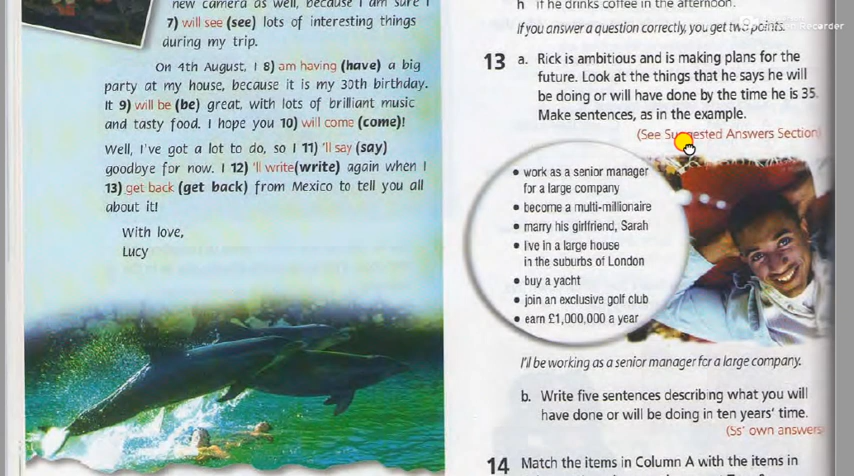 new camera as well, because I am sure I
7) will see (see) lots of interesting things
during my trip.
On 4th August, I 8) am having (have) a big
party at my house, because it is my 30th birthday.
It 9) will be (be) great, with lots of brilliant music
and tasty food. I hope you 10) will come (come)!
Well, I've got a lot to do, so I 11) 'll say (say)
goodbye for now. I 12) 'll write(write) again when I
13) get back (get back) from Mexico to tell you all
about it!
With love,
Lucy
h if he drinks coffee in the afternoon.
If you answer a question correctly, you get two points.
Recorder
13 a. Rick is ambitious and is making plans for the
future. Look at the things that he says he will
be doing or will have done by the time he is 35.
Make sentences, as in the example.
(See Suggested Answers Section)
• work as a senior manager
for a large company
• become a multi-millionaire
• marry his girlfriend, Sarah
• live in a large house
in the suburbs of London
• buy a yacht
• join an exclusive golf club
• earn £1,000,000 a year
I'll be working as a senior manager for a large company.
b. Write five sentences describing what you will
have done or will be doing in ten years' time.
(Ss' own answers
14 Match the items in Column A with the items in